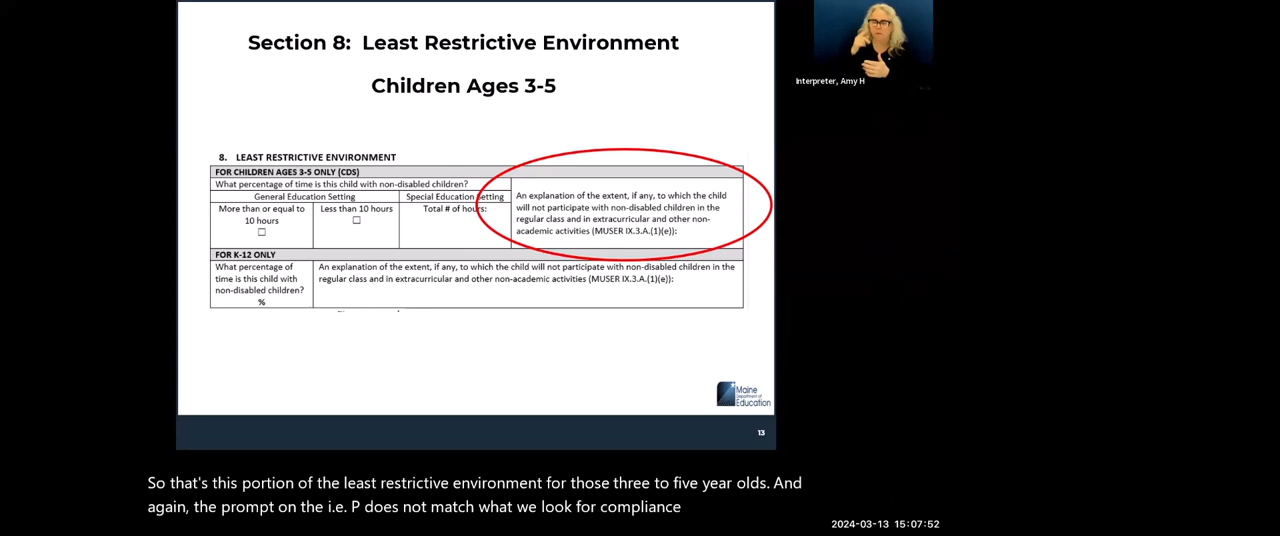 Section 8: Least Restrictive Environment
Children Ages 3-5
8. LEAST RESTRICTIVE ENVIRONMENT
FOR CHILDREN AGES 3-5 ONLY (CDS)
What percentage of time is this child with non-disabled children?
General Education Setting
Special Education Setting
More than or equal to
10 hours
☐
Less than 10 hours
☐
Total # of hours:
An explanation of the extent, if any, to which the child
will not participate with non-disabled children in the
regular class and in extracurricular and other non-
academic activities (MUSER IX.3.A.(1)(e)):
FOR K-12 ONLY
What percentage of
time is this child with
non-disabled children?
%
An explanation of the extent, if any, to which the child will not participate with non-disabled children in the
regular class and in extracurricular and other non-academic activities (MUSER IX.3.A.(1)(e)):
Maine
Department of
Education
13
Interpreter, Amy H
So that's this portion of the least restrictive environment for those three to five year olds. And
again, the prompt on the i.e. P does not match what we look for compliance
2024-03-13 15:07:52